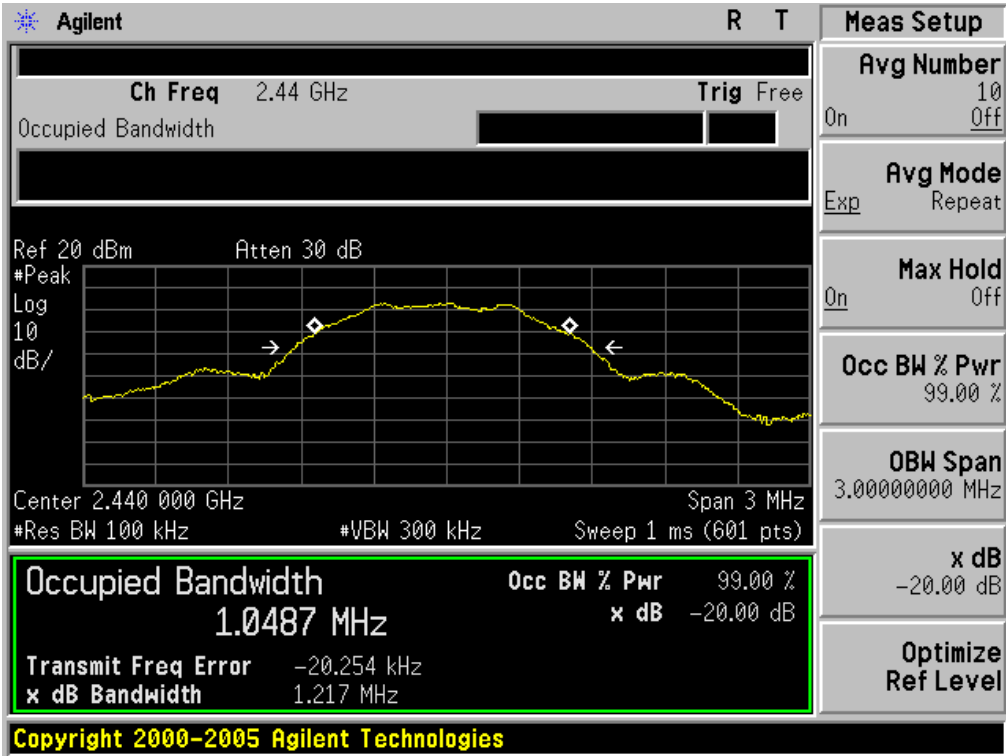 Agilent R T
Ch Freq 2.44 GHz Trig Free
Occupied Bandwidth
Ref 20 dBm Atten 30 dB
#Peak
Log
10
dB/
Center 2.440 000 GHz Span 3 MHz
#Res BW 100 kHz #VBW 300 kHz Sweep 1 ms (601 pts)
Occupied Bandwidth
1.0487 MHz
Occ BW % Pwr 99.00 %
x dB -20.00 dB
Transmit Freq Error -20.254 kHz
x dB Bandwidth 1.217 MHz
Copyright 2000-2005 Agilent Technologies
Meas Setup
Avg Number
10
On Off
Avg Mode
Exp Repeat
Max Hold
On Off
Occ BW % Pwr
99.00 %
OBW Span
3.00000000 MHz
x dB
-20.00 dB
Optimize
Ref Level